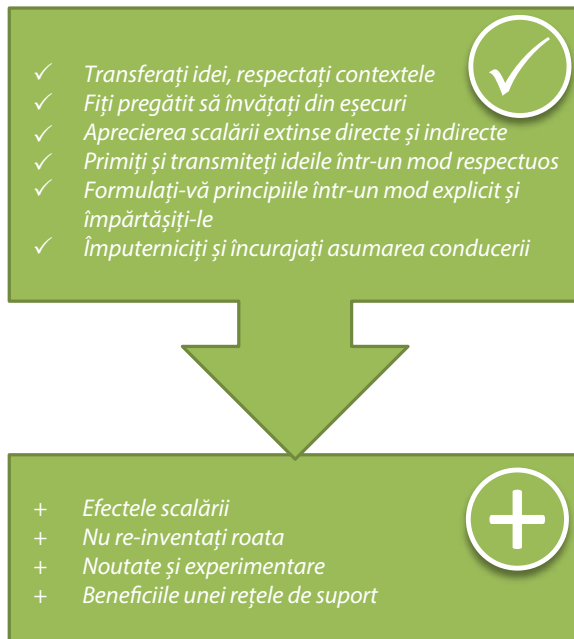 ✓ Transferați idei, respectați contextele
✓ Fiți pregătit să învățați din eșecuri
✓ Aprecierea scalării extinse directe și indirecte
✓ Primiți și transmiteți ideile într-un mod respectuos
✓ Formulați-vă principiile într-un mod explicit și
împărtășiți-le
✓ Împuterniciți și încurajați asumarea conducerii
+ Efectele scalării
+ Nu re-inventați roata
+ Noutate și experimentare
+ Beneficiile unei rețele de suport